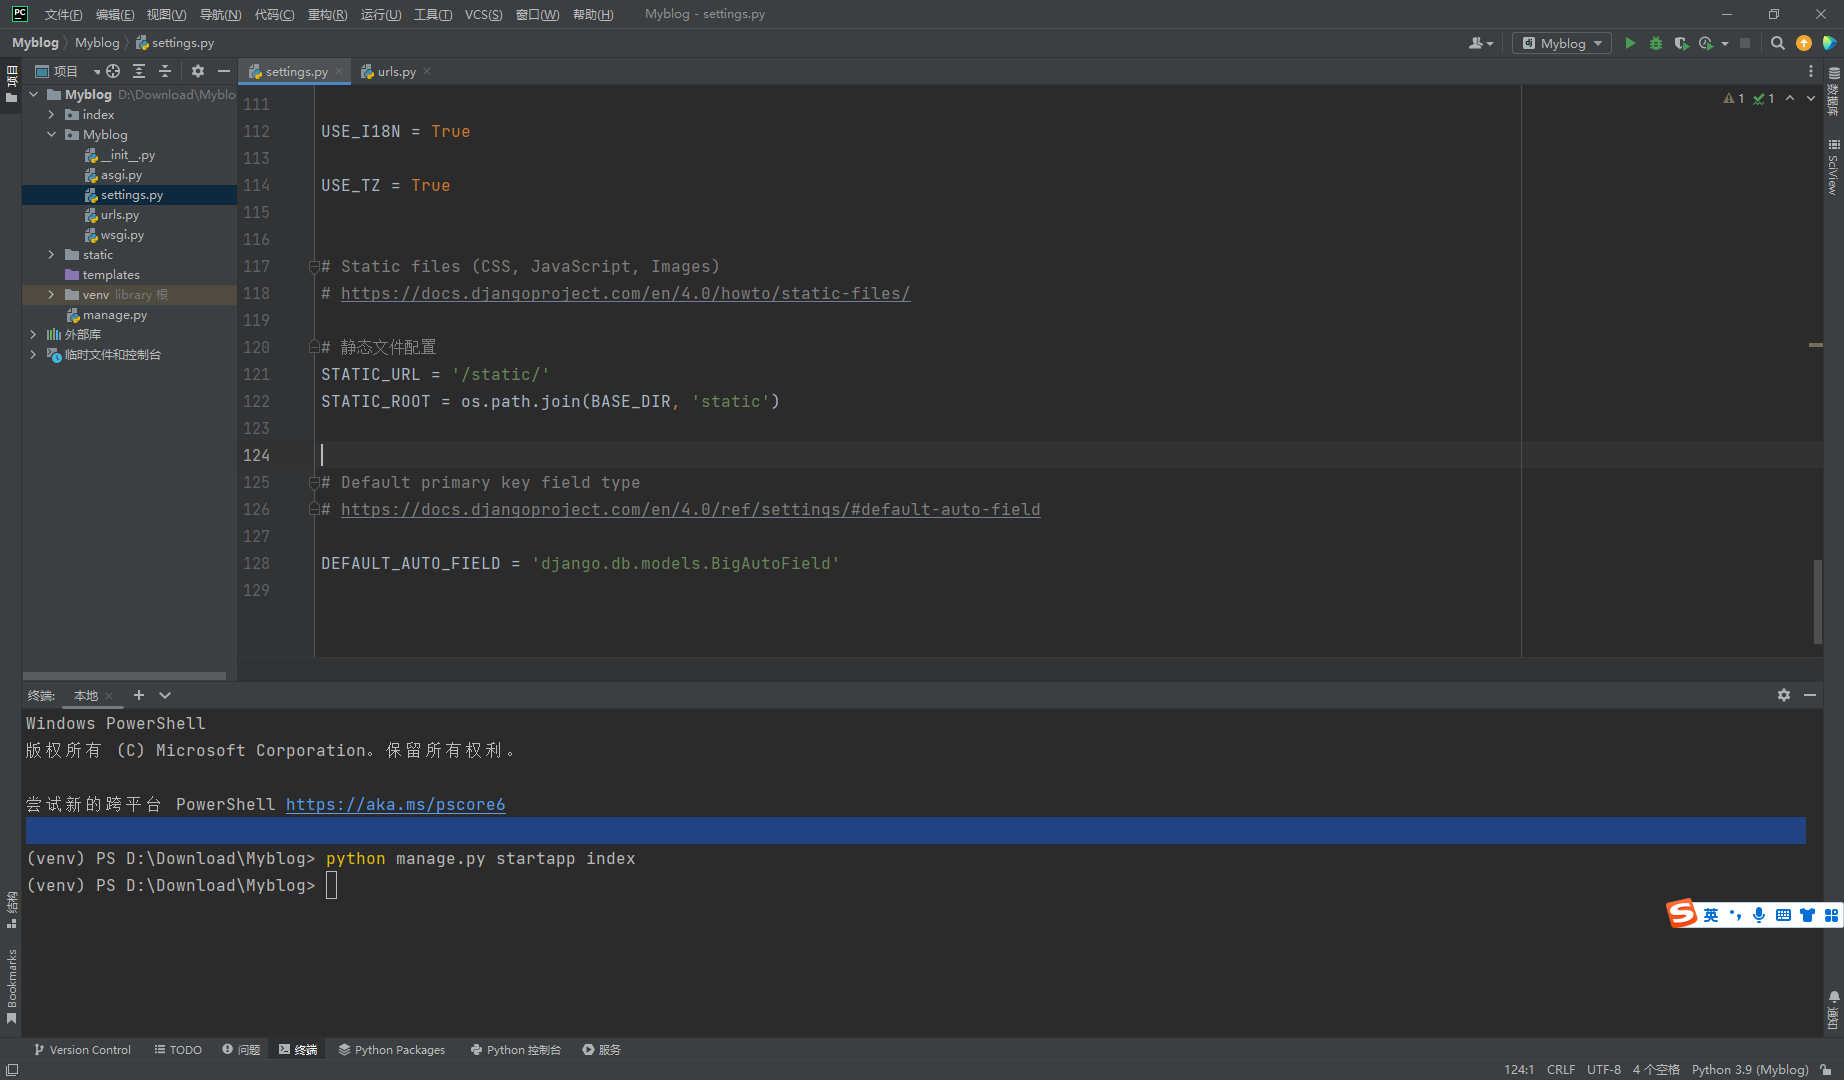 PC 文件(F) 编辑(E) 视图(V) 导航(N) 代码(C) 重构(R) 运行(U) 工具(T) VCS(S) 窗口(W) 帮助(H) Myblog - settings.py
Myblog Myblog settings.py
Myblog
项目
项目
settings.py
urls.py
Myblog D:\Download\Myblo
index
Myblog
__init__.py
asgi.py
settings.py
urls.py
wsgi.py
static
templates
venv library 根
manage.py
外部库
临时文件和控制台
1 1
111
112 USE_I18N = True
113
114 USE_TZ = True
115
116
117 # Static files (CSS, JavaScript, Images)
118 # https://docs.djangoproject.com/en/4.0/howto/static-files/
119
120 # 静态文件配置
121 STATIC_URL = '/static/'
122 STATIC_ROOT = os.path.join(BASE_DIR, 'static')
123
124
125 # Default primary key field type
126 # https://docs.djangoproject.com/en/4.0/ref/settings/#default-auto-field
127
128 DEFAULT_AUTO_FIELD = 'django.db.models.BigAutoField'
129
数据库
SciView
终端: 本地
Windows PowerShell
版权所有 (C) Microsoft Corporation。保留所有权利。
尝试新的跨平台 PowerShell https://aka.ms/pscore6
(venv) PS D:\Download\Myblog> python manage.py startapp index
(venv) PS D:\Download\Myblog>
结构
Bookmarks
英
通知
Version Control TODO 问题 终端 Python Packages Python 控制台 服务
124:1 CRLF UTF-8 4 个空格 Python 3.9 (Myblog)